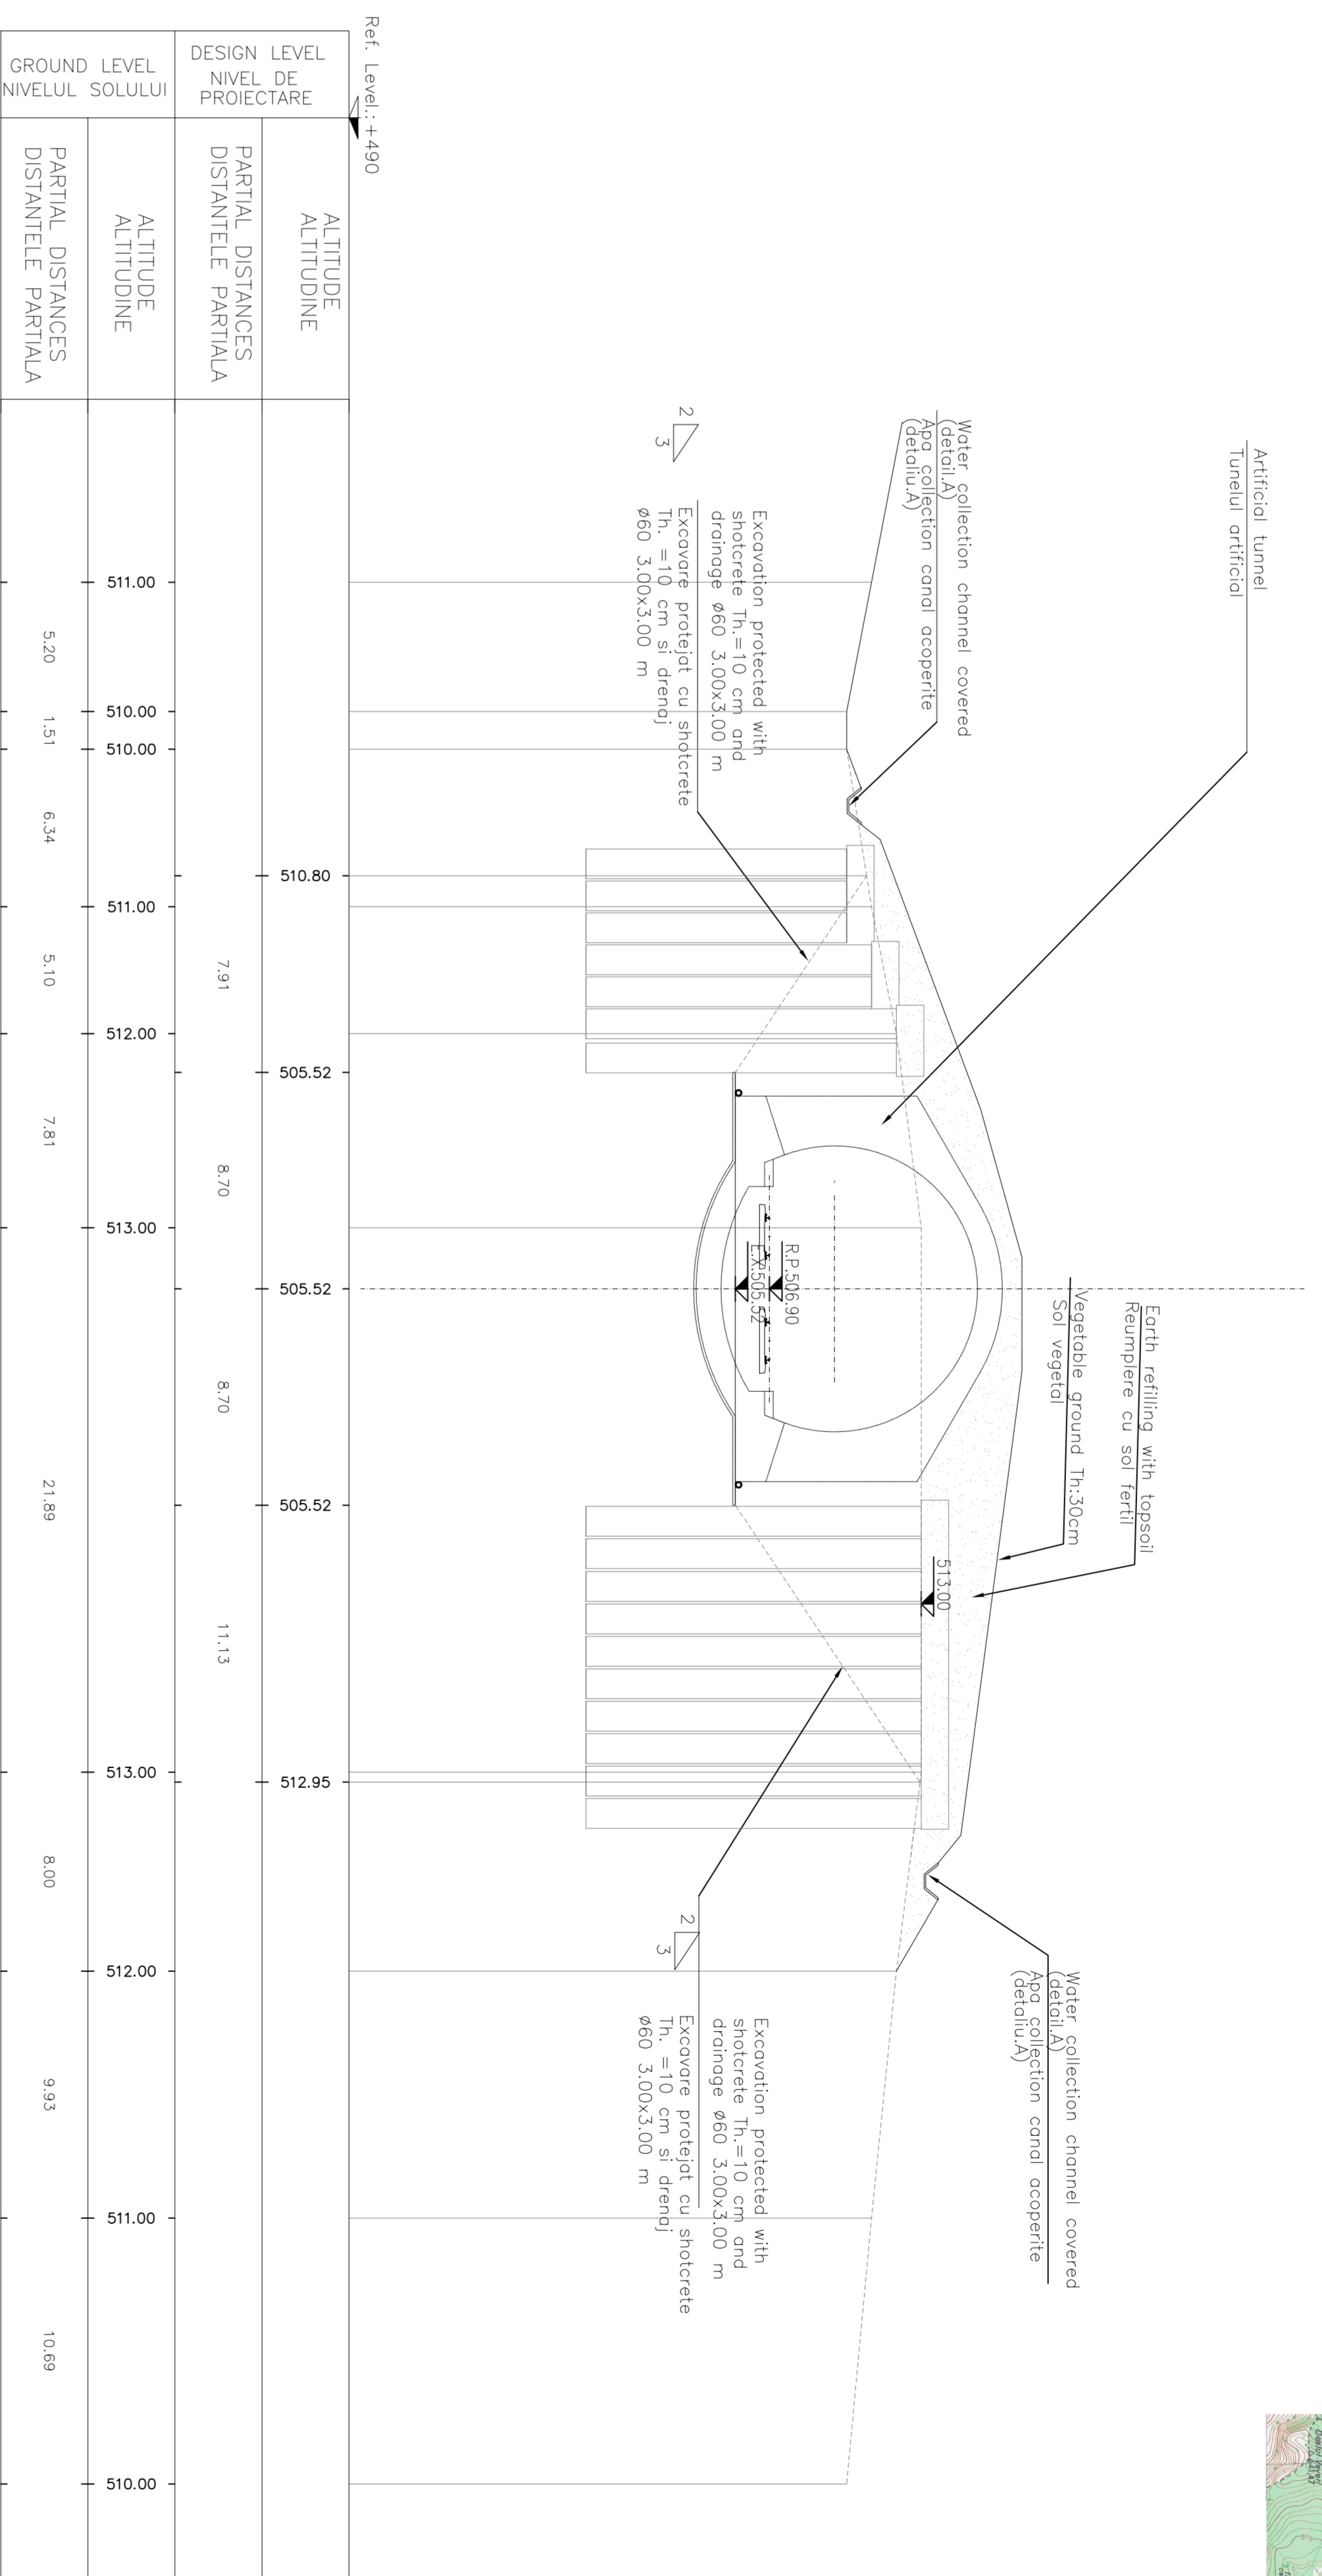 Artificial tunnel
Tunelul artificial
Earth refilling with topsoil
Reumplere cu sol fertil
Vegetable ground Th:30cm
Sol vegetal
Water collection channel covered
(detail.A)
Apa collection canal acoperite
(detaliu.A)
Water collection channel covered
(detail.A)
Apa collection canal acoperite
(detaliu.A)
513.00
R.P.506.90
E.X.505.52
2
3
Excavation protected with
shotcrete Th.=10 cm and
drainage ø60 3.00x3.00 m
Excavare protejat cu shotcrete
Th. =10 cm si drenaj
ø60 3.00x3.00 m
2
3
Excavation protected with
shotcrete Th.=10 cm and
drainage ø60 3.00x3.00 m
Excavare protejat cu shotcrete
Th. =10 cm si drenaj
ø60 3.00x3.00 m
Ref. Level.: +490
DESIGN LEVEL
NIVEL DE
PROIECTARE
ALTITUDE
ALTITUDINE
510.80
505.52
505.52
505.52
512.95
PARTIAL DISTANCES
DISTANTELE PARTIALA
7.91
8.70
8.70
11.13
GROUND LEVEL
NIVELUL SOLULUI
ALTITUDE
ALTITUDINE
511.00
510.00
510.00
511.00
512.00
513.00
513.00
512.00
511.00
510.00
PARTIAL DISTANCES
DISTANTELE PARTIALA
5.20
1.51
6.34
5.10
7.81
21.89
8.00
9.93
10.69